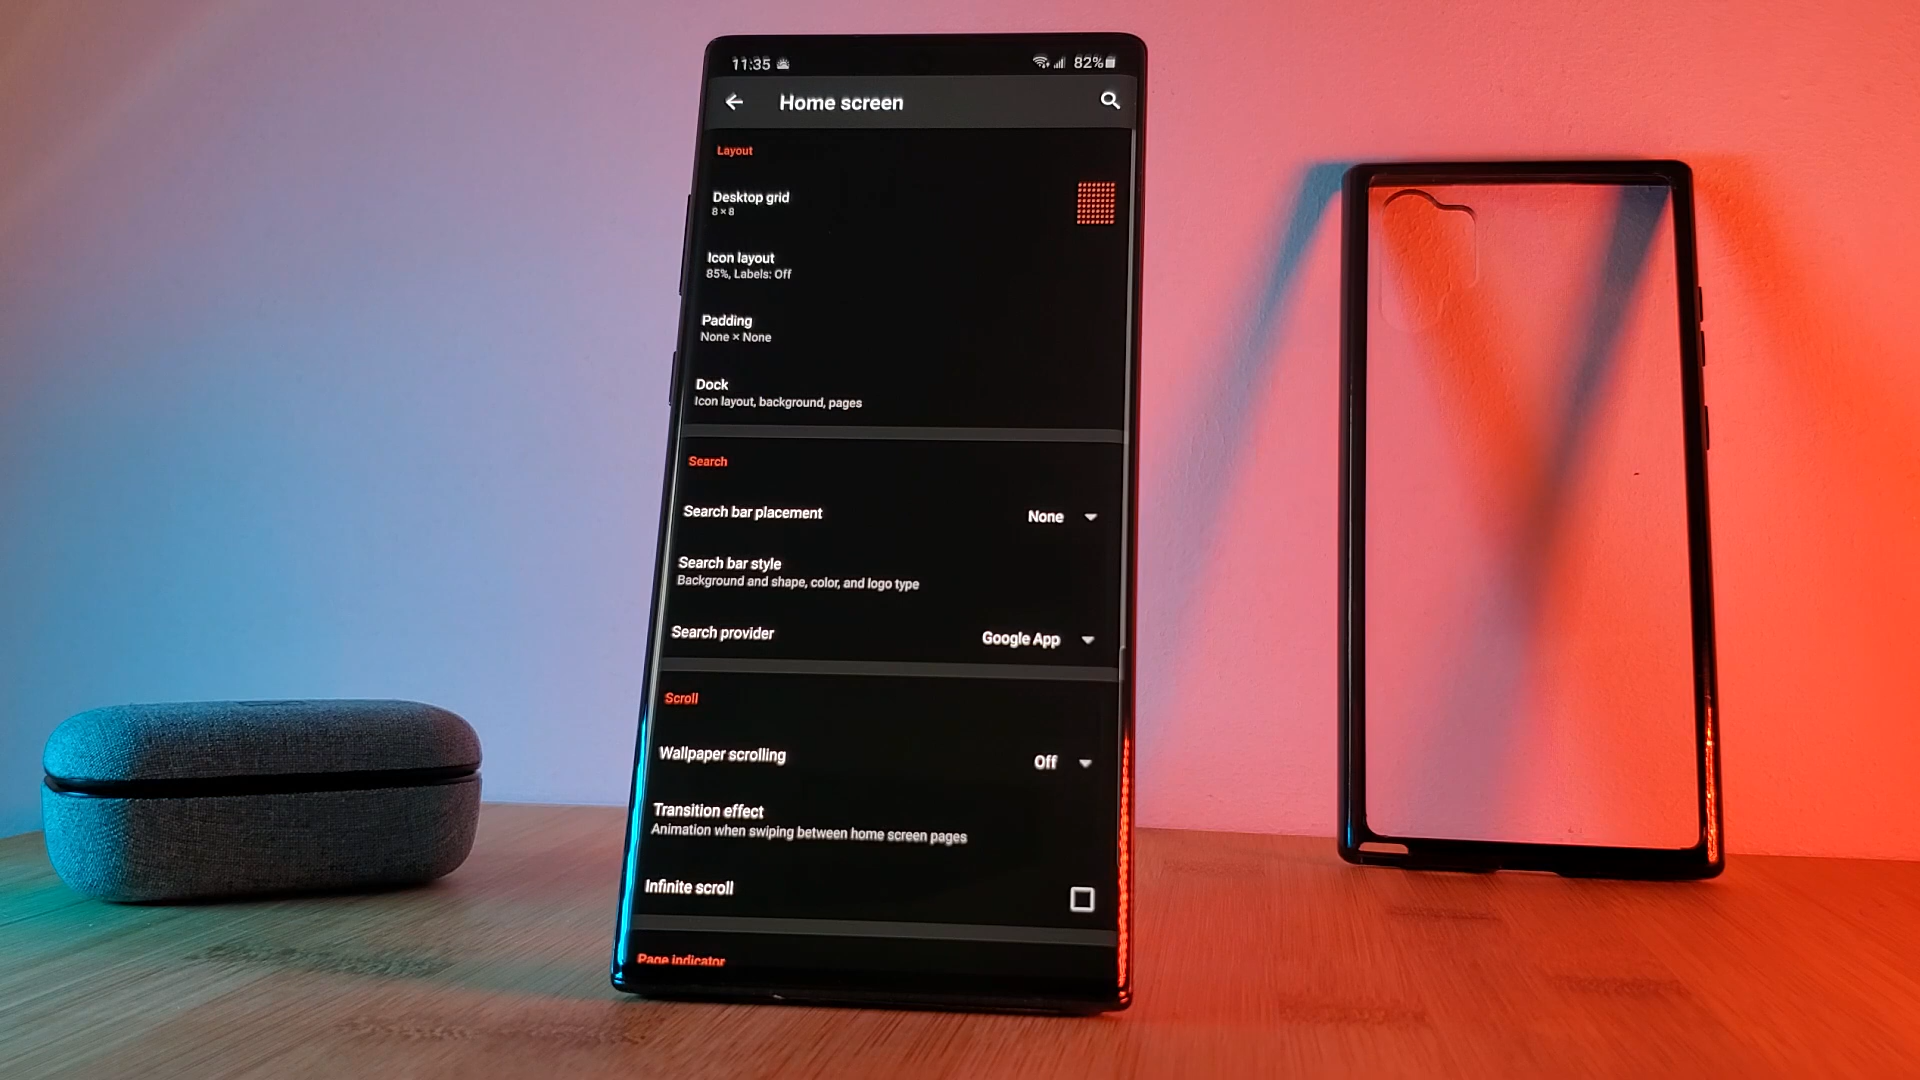 11:35 82%
Home screen
Layout
Desktop grid
8 × 8
Icon layout
85%, Labels: Off
Padding
None × None
Dock
Icon layout, background, pages
Search
Search bar placement None
Search bar style
Background and shape, color, and logo type
Search provider Google App
Scroll
Wallpaper scrolling Off
Transition effect
Animation when swiping between home screen pages
Infinite scroll
Page indicator